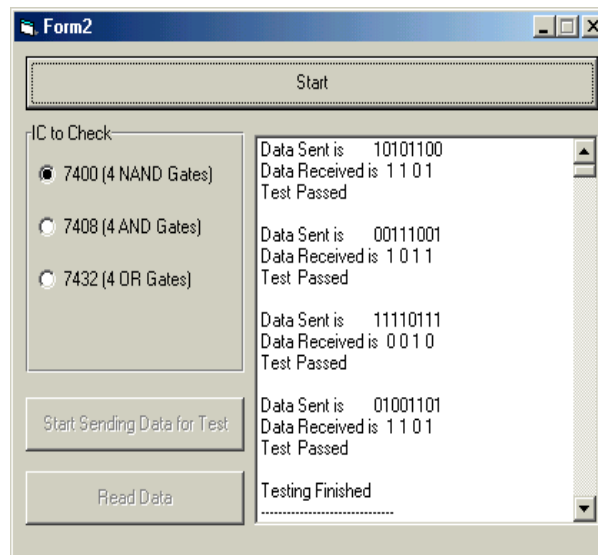 Form2
Start
IC to Check
7400 (4 NAND Gates)
7408 (4 AND Gates)
7432 (4 OR Gates)
Start Sending Data for Test
Read Data
Data Sent is 10101100
Data Received is 1 1 0 1
Test Passed
Data Sent is 00111001
Data Received is 1 0 1 1
Test Passed
Data Sent is 11110111
Data Received is 0 0 1 0
Test Passed
Data Sent is 01001101
Data Received is 1 1 0 1
Test Passed
Testing Finished
------------------------------